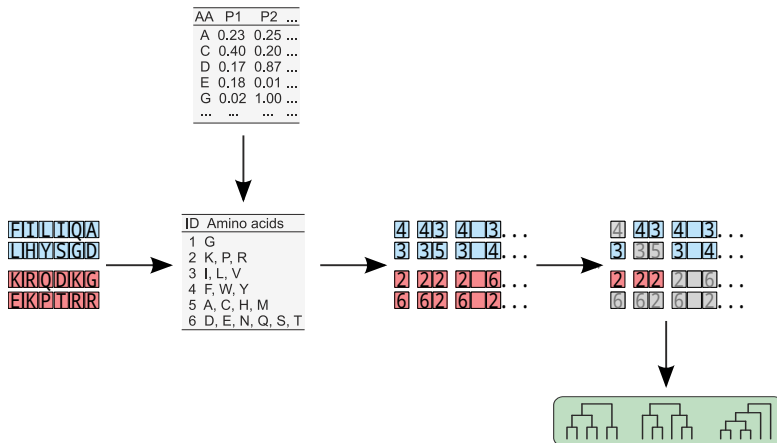 AA P1 P2 ...
A 0.23 0.25 ...
C 0.40 0.20 ...
D 0.17 0.87 ...
E 0.18 0.01 ...
G 0.02 1.00 ...
... ... ... ...
FILIQA
LHYSGD
KRQDKG
EKPTRR
ID Amino acids
1 G
2 K, P, R
3 I, L, V
4 F, W, Y
5 A, C, H, M
6 D, E, N, Q, S, T
4 43 4 3...
3 35 3 4...
2 22 2 6...
6 62 6 2...
4 43 4 3...
3 35 3 4...
2 22 2 6...
6 62 6 2...